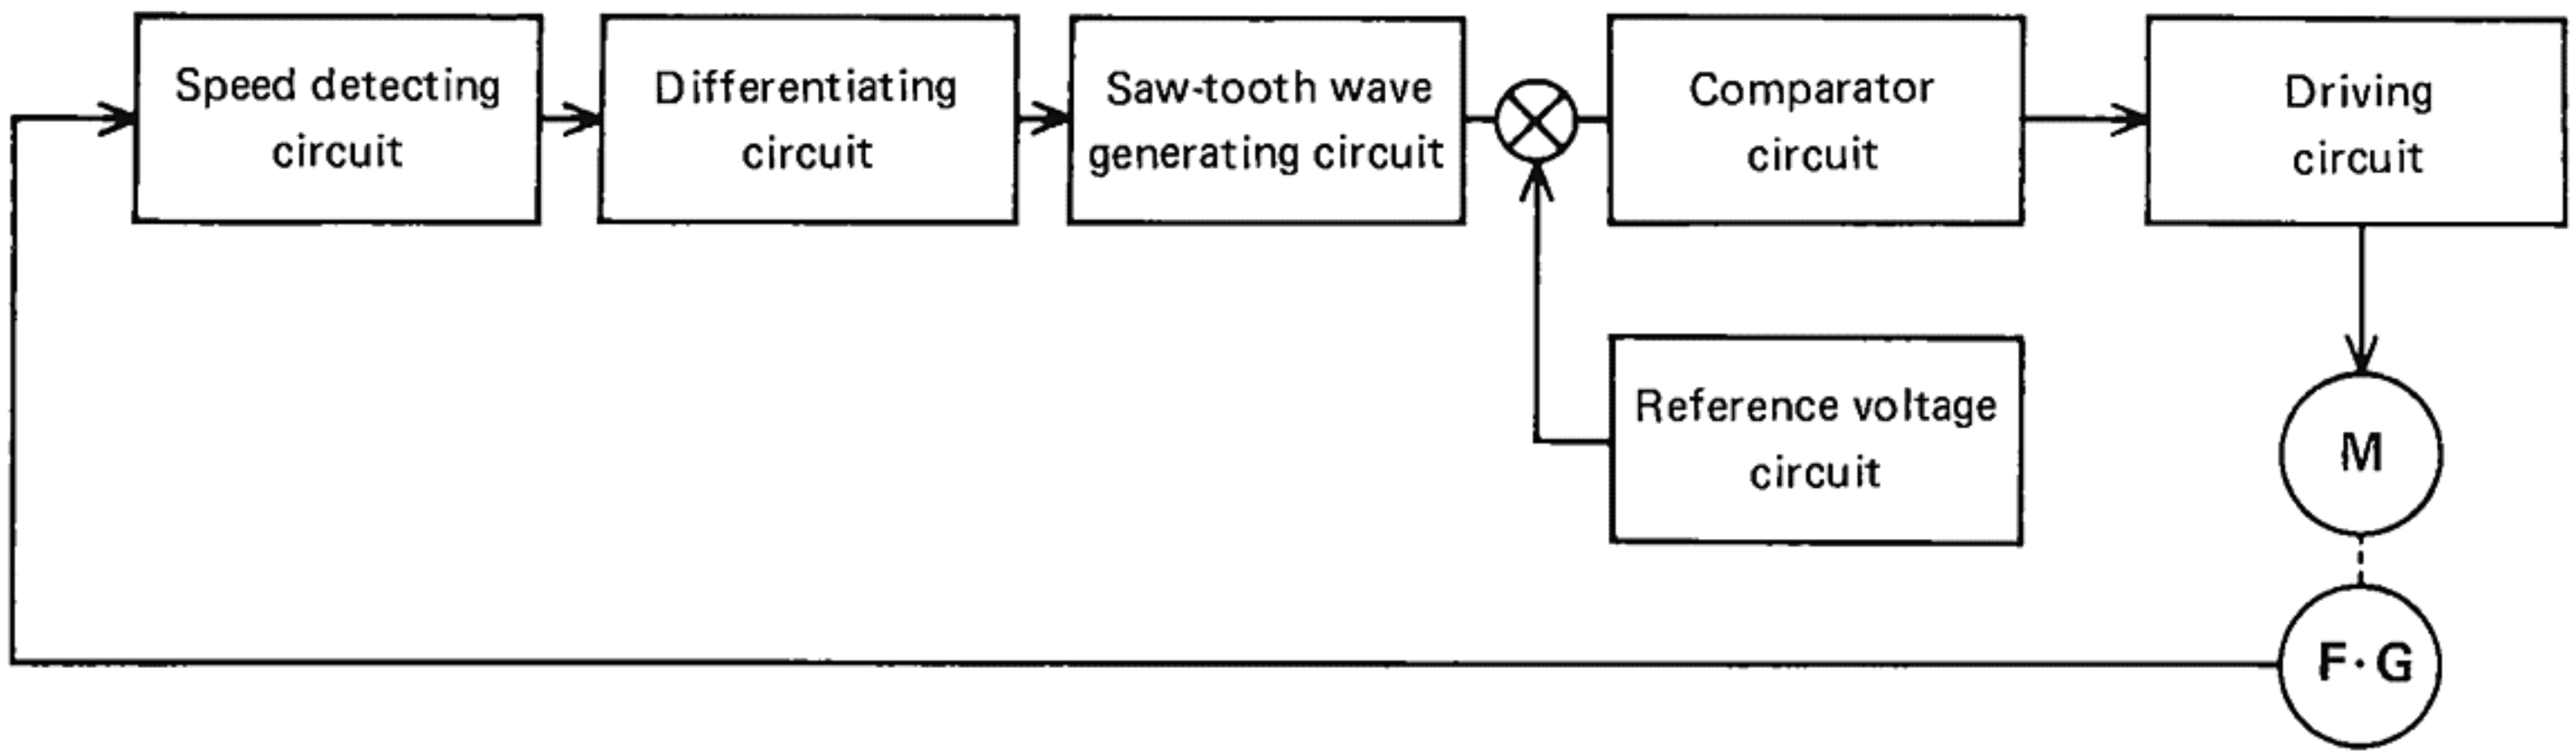 Speed detecting
circuit
Differentiating
circuit
Saw-tooth wave
generating circuit
Comparator
circuit
Driving
circuit
Reference voltage
circuit
M
F·G